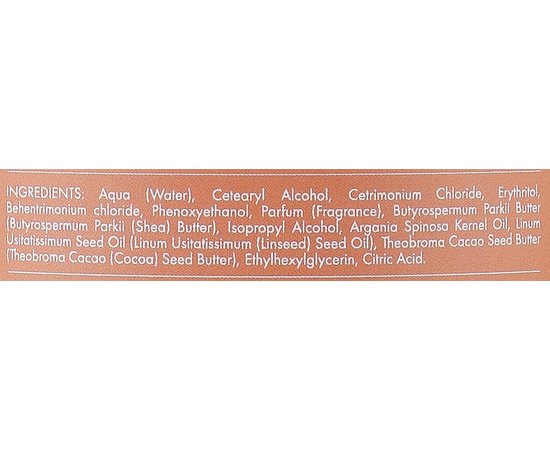 INGREDIENTS: Aqua (Water), Cetearyl Alcohol, Cetrimonium Chloride, Erythritol,
Behentrimonium chloride, Phenoxyethanol, Parfum (Fragrance), Butyrospermum Parkii Butter
(Butyrospermum Parkii (Shea) Butter), Isopropyl Alcohol, Argania Spinosa Kernel Oil, Linum
Usitatissimum Seed Oil (Linum Usitatissimum (Linseed) Seed Oil), Theobroma Cacao Seed Butter
(Theobroma Cacao (Cocoa) Seed Butter), Ethylhexylglycerin, Citric Acid.